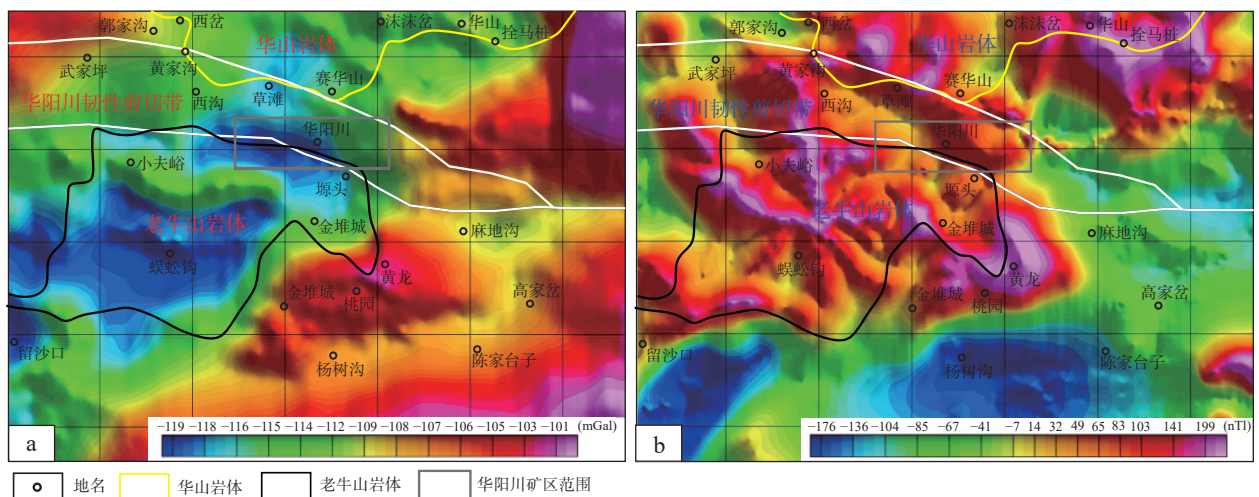 郭家沟
西岔
沫沫岔
华山
拴马桩
华山岩体
武家坪
黄家沟
西沟
草滩
赛华山
华阳川韧性剪切带
华阳川
小夫峪
塬头
老牛山岩体
金堆城
麻地沟
蜈蚣钩
黄龙
金堆城
桃园
高家岔
留沙口
杨树沟
陈家台子
−119 −118 −116 −115 −114 −112 −109 −107 −106 −105 −103 −101 (mGal)
a
西岔
郭家沟
沫沫岔
华山
拴马桩
华山岩体
武家坪
黄家沟
西沟
草滩
赛华山
华阳川韧性剪切带
华阳川
小夫峪
塬头
老牛山岩体
金堆城
麻地沟
蜈蚣钩
黄龙
金堆城
桃园
高家岔
留沙口
杨树沟
陈家台子
−176 −136 −104 −85 −67 −41 −7 14 32 49 65 83 103 141 199 (nTl)
b
地名 华山岩体 老牛山岩体 华阳川矿区范围